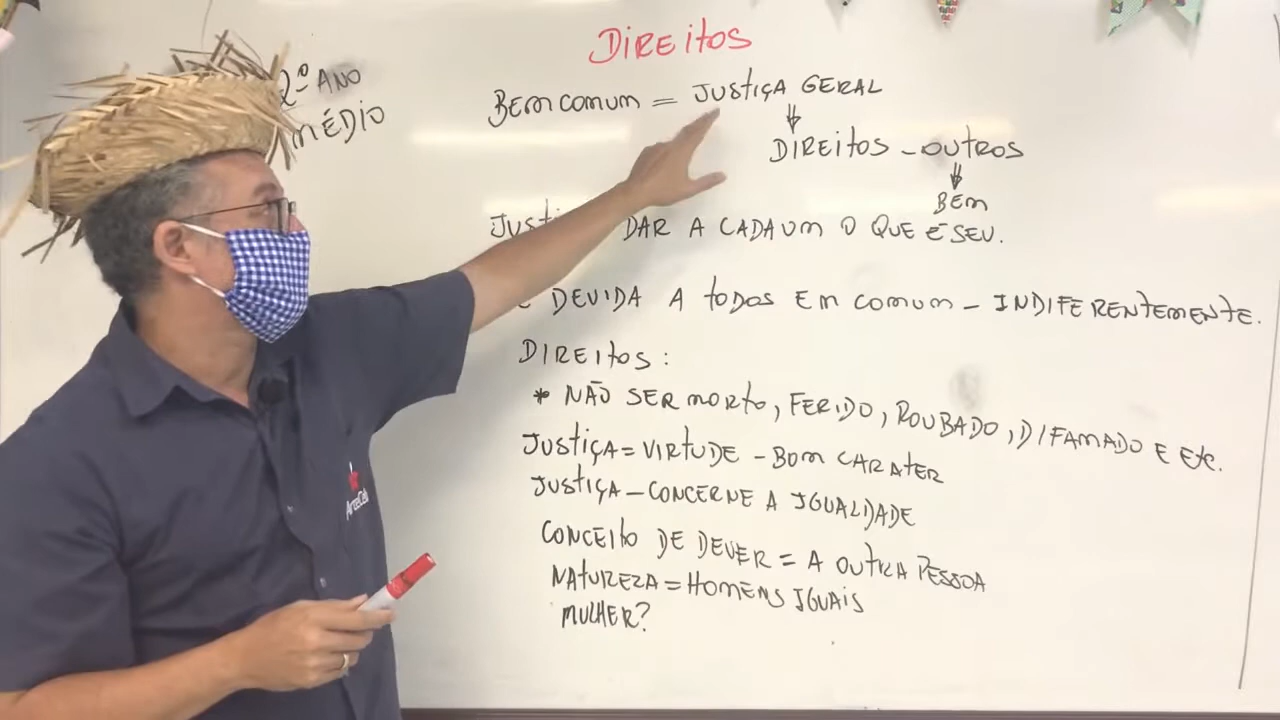 DIREITOS
2º ANO
MÉDIO
BEM COMUM = JUSTIÇA GERAL
DIREITOS - OUTROS
BEM
DAR A CADA UM O QUE É SEU.
DEVIDA A TODOS EM COMUM - INDIFERENTEMENTE.
DIREITOS:
* NÃO SER MORTO, FERIDO, ROUBADO, DIFAMADO E ETC.
JUSTIÇA = VIRTUDE - BOM CARATER
JUSTIÇA - CONCERNE A IGUALDADE
CONCEITO DE DEVER = A OUTRA PESSOA
NATUREZA = HOMENS IGUAIS
MULHER?